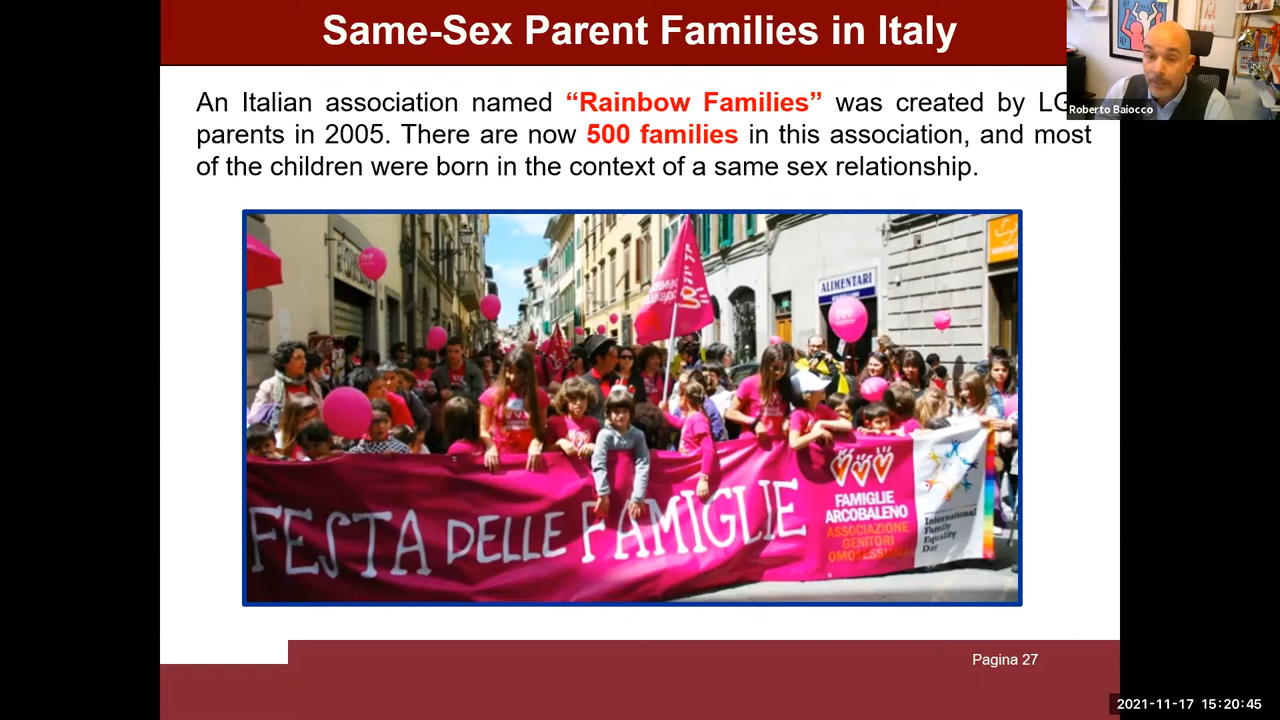 Same-Sex Parent Families in Italy
An Italian association named “Rainbow Families” was created by
parents in 2005. There are now 500 families in this association, and most
of the children were born in the context of a same sex relationship.
Roberto Baiocco
ALIMENTARI
FESTA DELLE FAMIGLIE
FAMIGLIE
ARCOBALENO
ASSOCIAZIONE
GENITORI
OMOSESSUALI
International
Family
Equality
Day
Pagina 27
2021-11-17 15:20:45